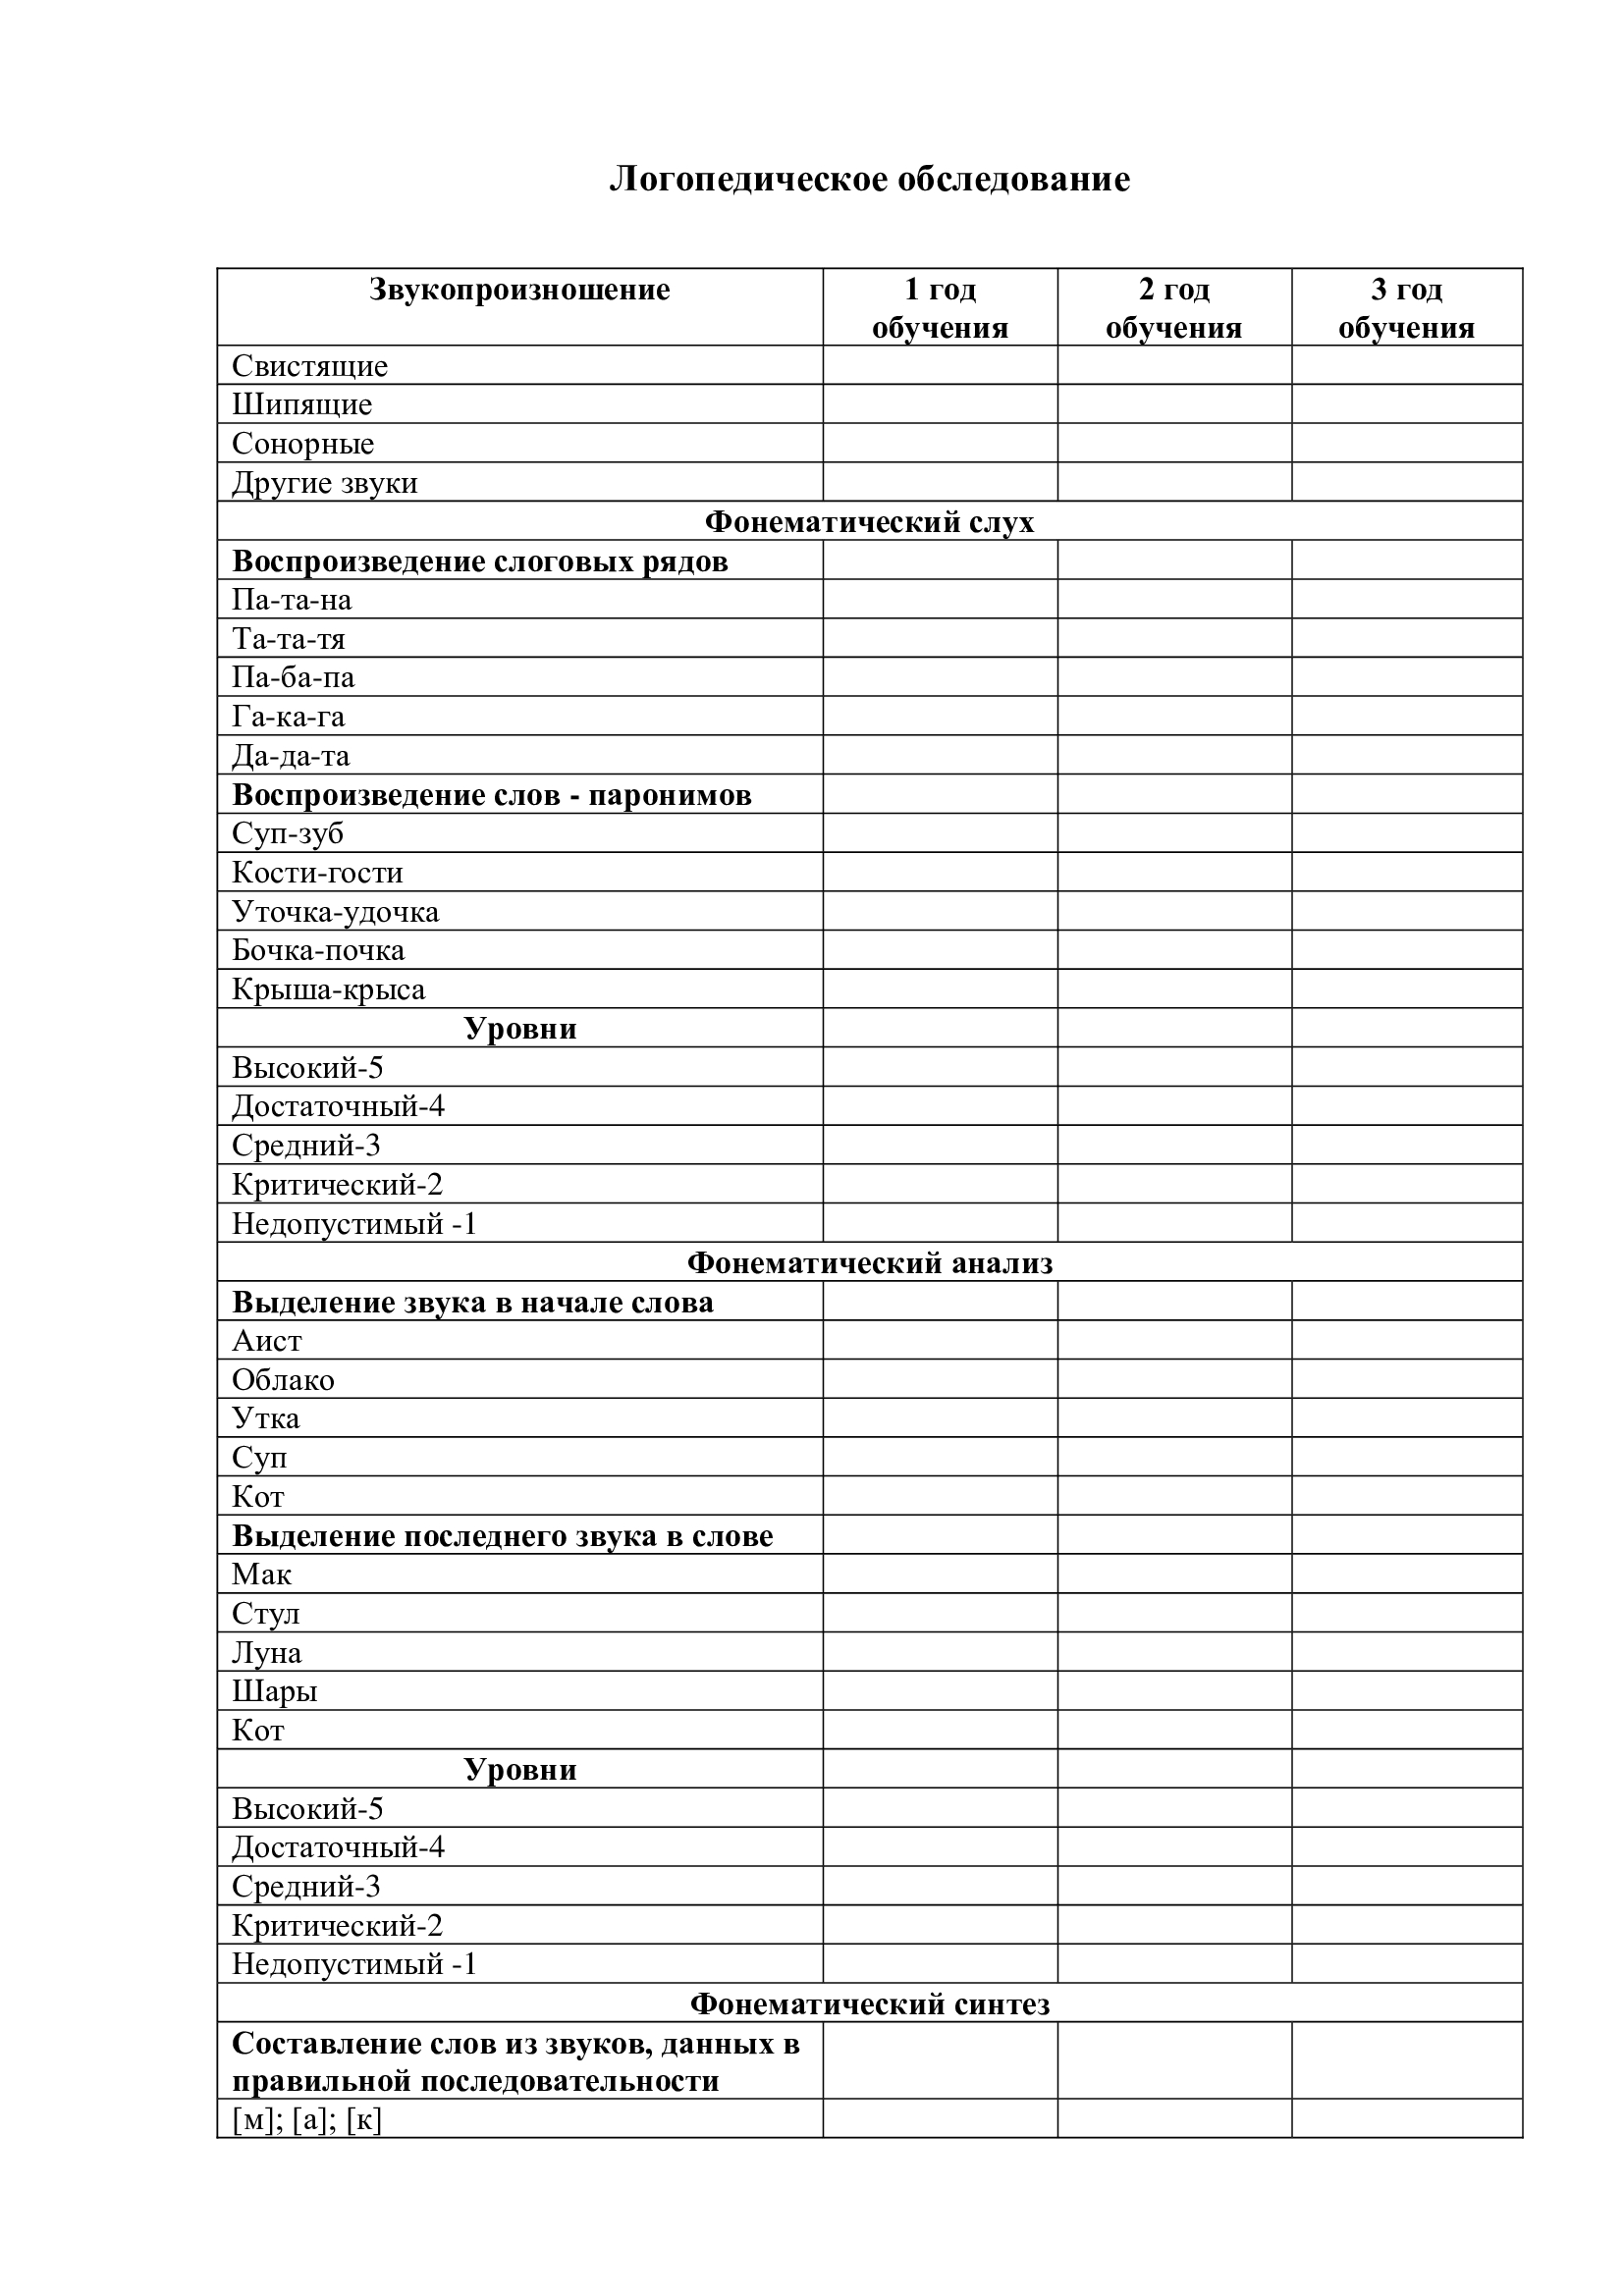 Логопедическое обследование
Звукопроизношение 1 год 2 год 3 год
обучения обучения обучения
Свистящие
Шипящие
Сонорные
Другие звуки
Фонематический слух
Воспроизведение слоговых рядов
Па-та-на
Та-та-тя
Па-ба-па
Га-ка-га
Да-да-та
Воспроизведение слов - паронимов
Суп-зуб
Кости-гости
Уточка-удочка
Бочка-почка
Крыша-крыса
Уровни
Высокий-5
Достаточный-4
Средний-3
Критический-2
Недопустимый -1
Фонематический анализ
Выделение звука в начале слова
Аист
Облако
Утка
Суп
Кот
Выделение последнего звука в слове
Мак
Стул
Луна
Шары
Кот
Уровни
Высокий-5
Достаточный-4
Средний-3
Критический-2
Недопустимый -1
Фонематический синтез
Составление слов из звуков, данных в
правильной последовательности
[м]; [а]; [к]